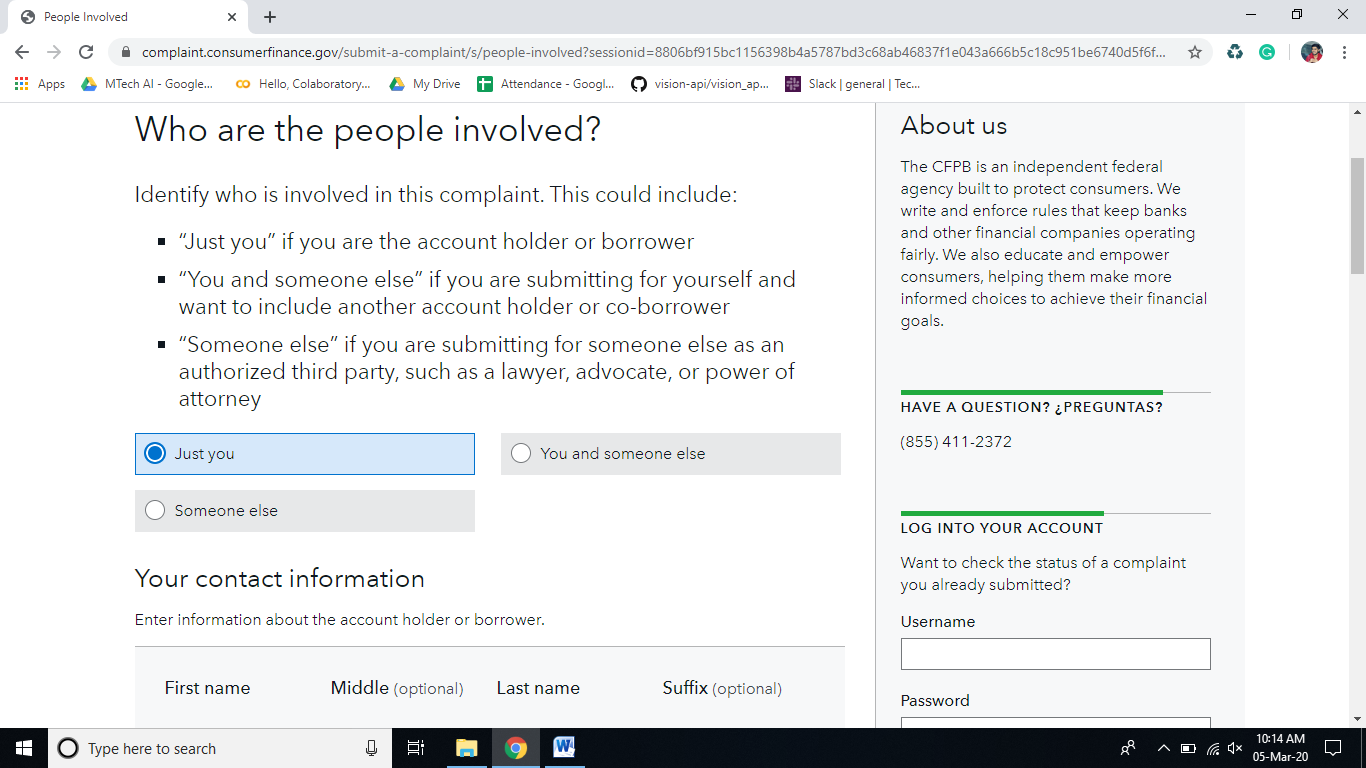 People Involved
complaint.consumerfinance.gov/submit-a-complaint/s/people-involved?sessionid=8806bf915bc1156398b4a5787bd3c68ab46837f1e043a666b5c18c951be6740d5f6f...
Apps
MTech AI - Google...
Hello, Colaboratory...
My Drive
Attendance - Googl...
vision-api/vision_ap...
Slack | general | Tec...
Who are the people involved?
Identify who is involved in this complaint. This could include:
▪ “Just you” if you are the account holder or borrower
▪ “You and someone else” if you are submitting for yourself and
want to include another account holder or co-borrower
▪ “Someone else” if you are submitting for someone else as an
authorized third party, such as a lawyer, advocate, or power of
attorney
Just you
You and someone else
Someone else
Your contact information
Enter information about the account holder or borrower.
First name
Middle (optional)
Last name
Suffix (optional)
About us
The CFPB is an independent federal
agency built to protect consumers. We
write and enforce rules that keep banks
and other financial companies operating
fairly. We also educate and empower
consumers, helping them make more
informed choices to achieve their financial
goals.
HAVE A QUESTION? ¿PREGUNTAS?
(855) 411-2372
LOG INTO YOUR ACCOUNT
Want to check the status of a complaint
you already submitted?
Username
Password
Type here to search
10:14 AM
05-Mar-20